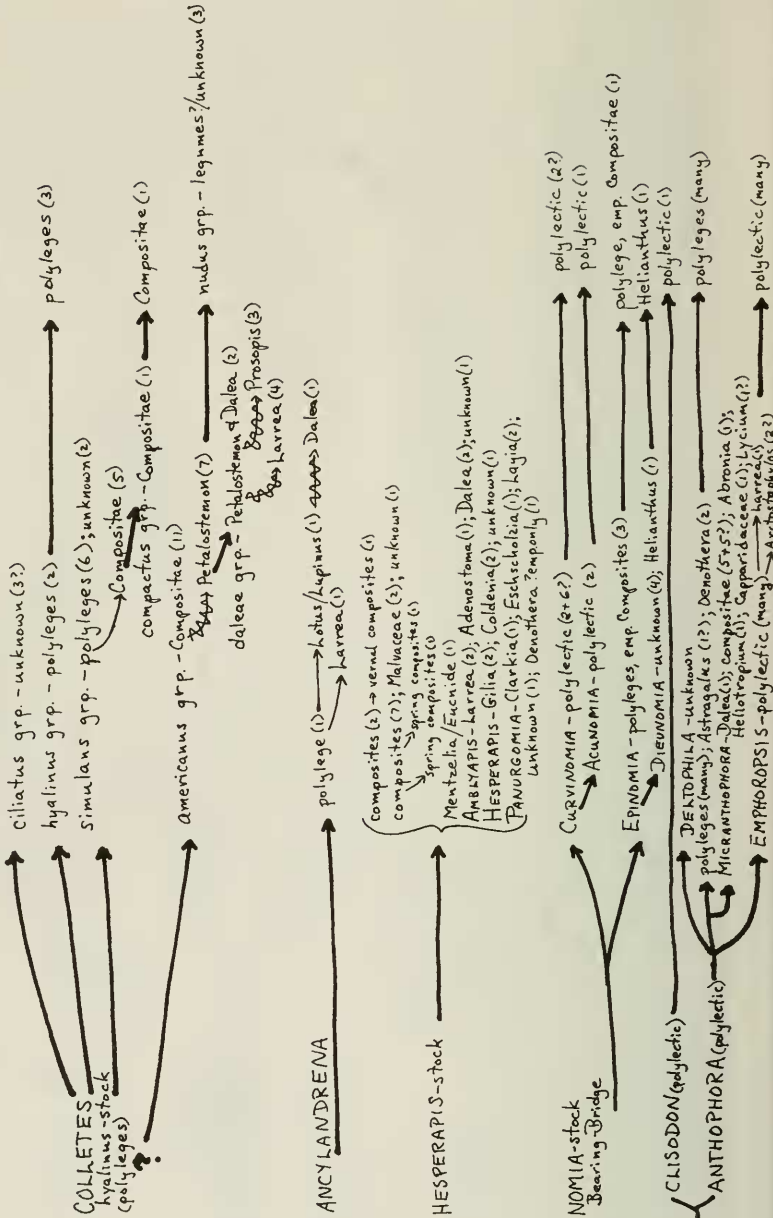 COLLETES
hyalinus-stock
(polyleges)
?
ciliatus grp.-unknown (3?)
hyalinus grp.-polyleges (2)
polyleges (3)
simulans grp.-polyleges (6); unknown (2)
Compositae (5)
compactus grp.-Compositae (1)
Compositae (1)
americanus grp.-Compositae (11)
Petalostemon (7)
nudus grp.-legumes?/unknown (3)
daleae grp-Petalostemon & Dalea (2)
Prosopis (3)
Larrea (4)
ANCYLANDRENA
polylege (1)
Lotus/Lupinus (1)
Dalea (1)
Larrea (1)
HESPERAPIS-stock
Composites (2)→vernal composites (1)
composites (7); Malvaceae (2); unknown (1)
spring composites (1)
spring composites (1)
Mentzelia/Eucnide (1)
AMBLYAPIS-Larrea (2); Adenostoma (1); Dalea (2); unknown (1)
HESPERAPIS-Gilia (2); Coldenia (2); unknown (1)
PANURGOMIA-Clarkia (1); Eschscholzia (1); Layia (2);
unknown (1); Oenothera ?emponly (1)
NOMIA-stock
Bearing-Bridge
CURVINOMIA-polylectic (2+6?)
polylectic (2?)
ACUNOMIA-polylectic (2)
polylectic (1)
EPINOMIA-polyleges, emp. Composites (3)
polylege, emp. Compositae (1)
DIEUNOMIA-unknown (4); Helianthus (1)
Helianthus (1)
CLISODON (polylectic)
polylectic (1)
ANTHOPHORA (polylectic)
DELTOPHILA-unknown
polyleges (many); Astragalus (1?); Oenothera (2)
polyleges (many)
MICRANTHOPHORA-Dalea (1); Compositae (5+5?); Abronia (1);
Heliotropium (1); Capparidaceae (1); Lycium (1?)
EMPHOROPSIS-polylectic (many)
Larrea (1)
Arctostaphylos (2?)
polylectic (many)